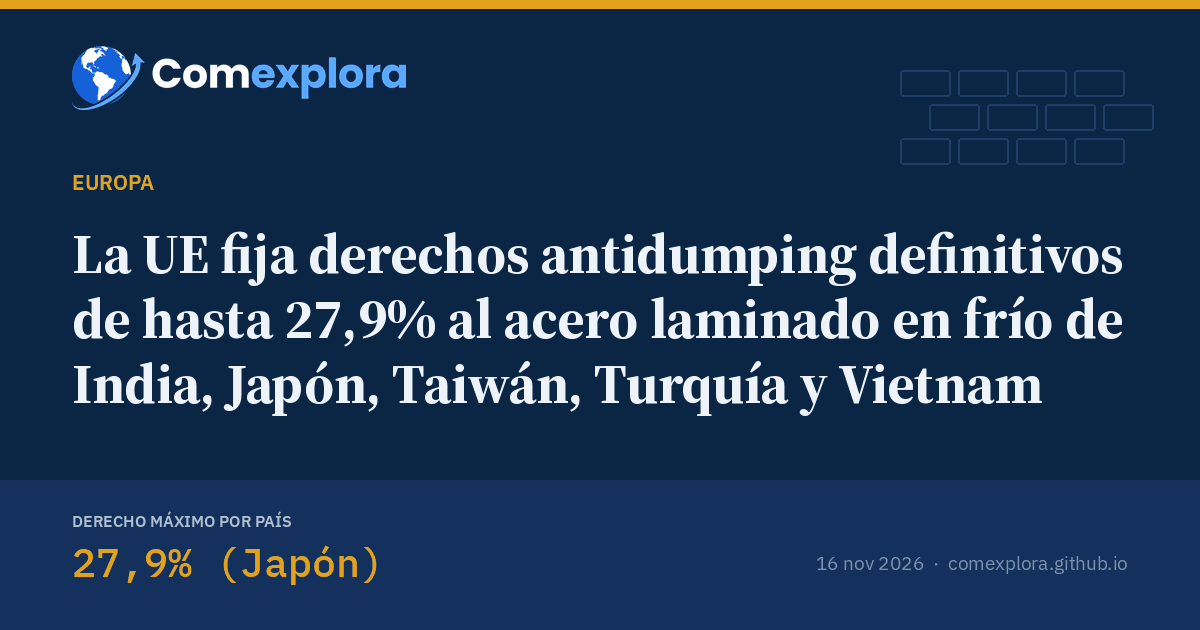 Comexplora
EUROPA
La UE fija derechos antidumping definitivos
de hasta 27,9% al acero laminado en frío de
India, Japón, Taiwán, Turquía y Vietnam
DERECHO MÁXIMO POR PAÍS
27,9% (Japón)
16 nov 2026 · comexplora.github.io